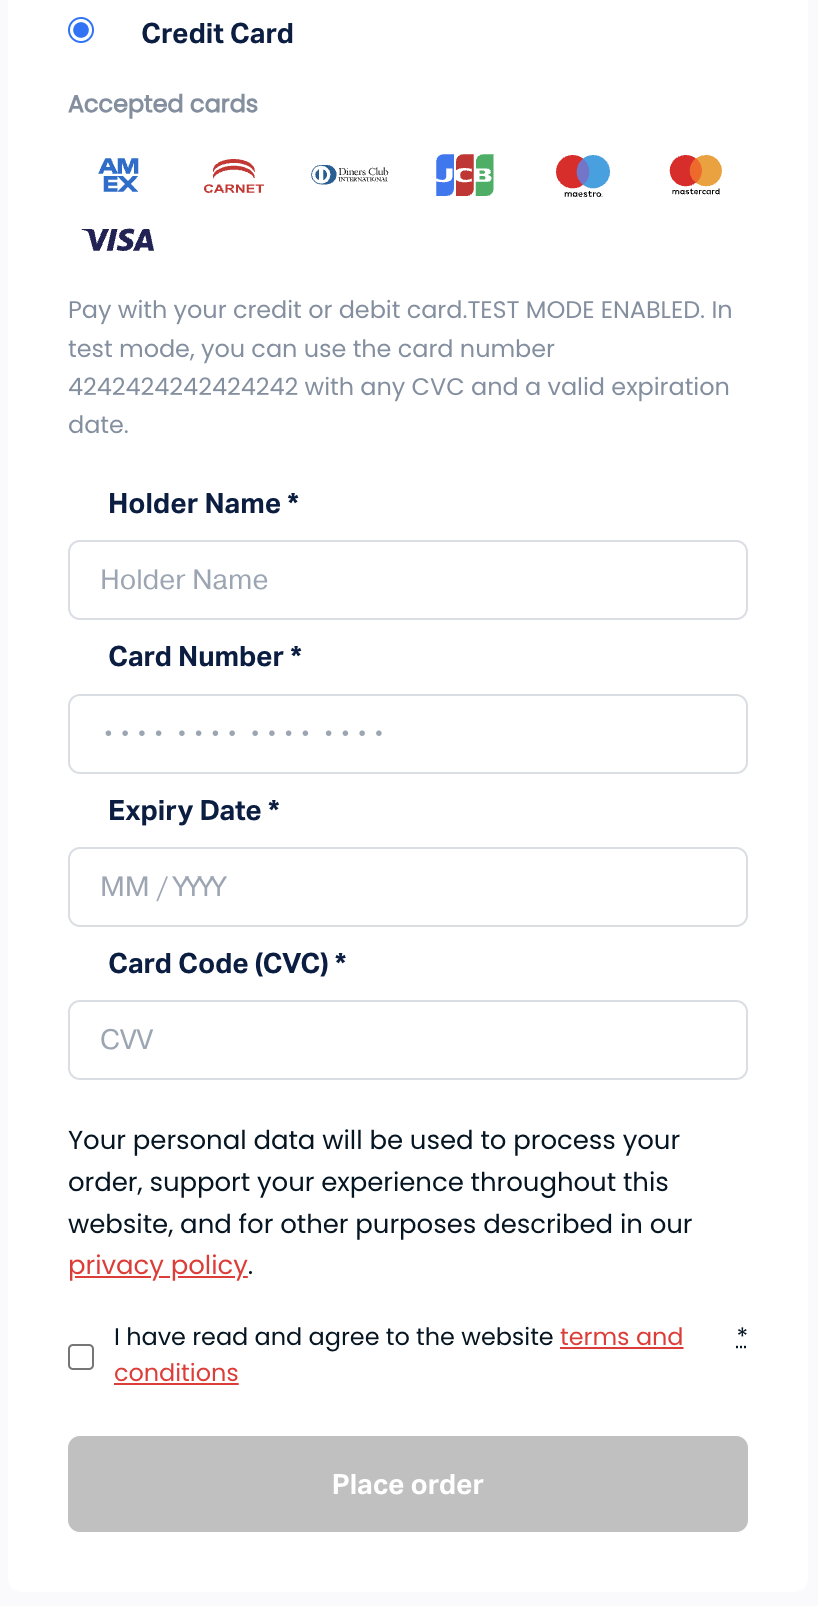 Credit Card
Accepted cards
AM
EX
CARNET
Diners Club
INTERNATIONAL
JCB
maestro.
mastercard
VISA
Pay with your credit or debit card.TEST MODE ENABLED. In
test mode, you can use the card number
4242424242424242 with any CVC and a valid expiration
date.
Holder Name *
Holder Name
Card Number *
•••• •••• •••• ••••
Expiry Date *
MM / YYYY
Card Code (CVC) *
CVV
Your personal data will be used to process your
order, support your experience throughout this
website, and for other purposes described in our
privacy policy.
I have read and agree to the website terms and *
conditions
Place order